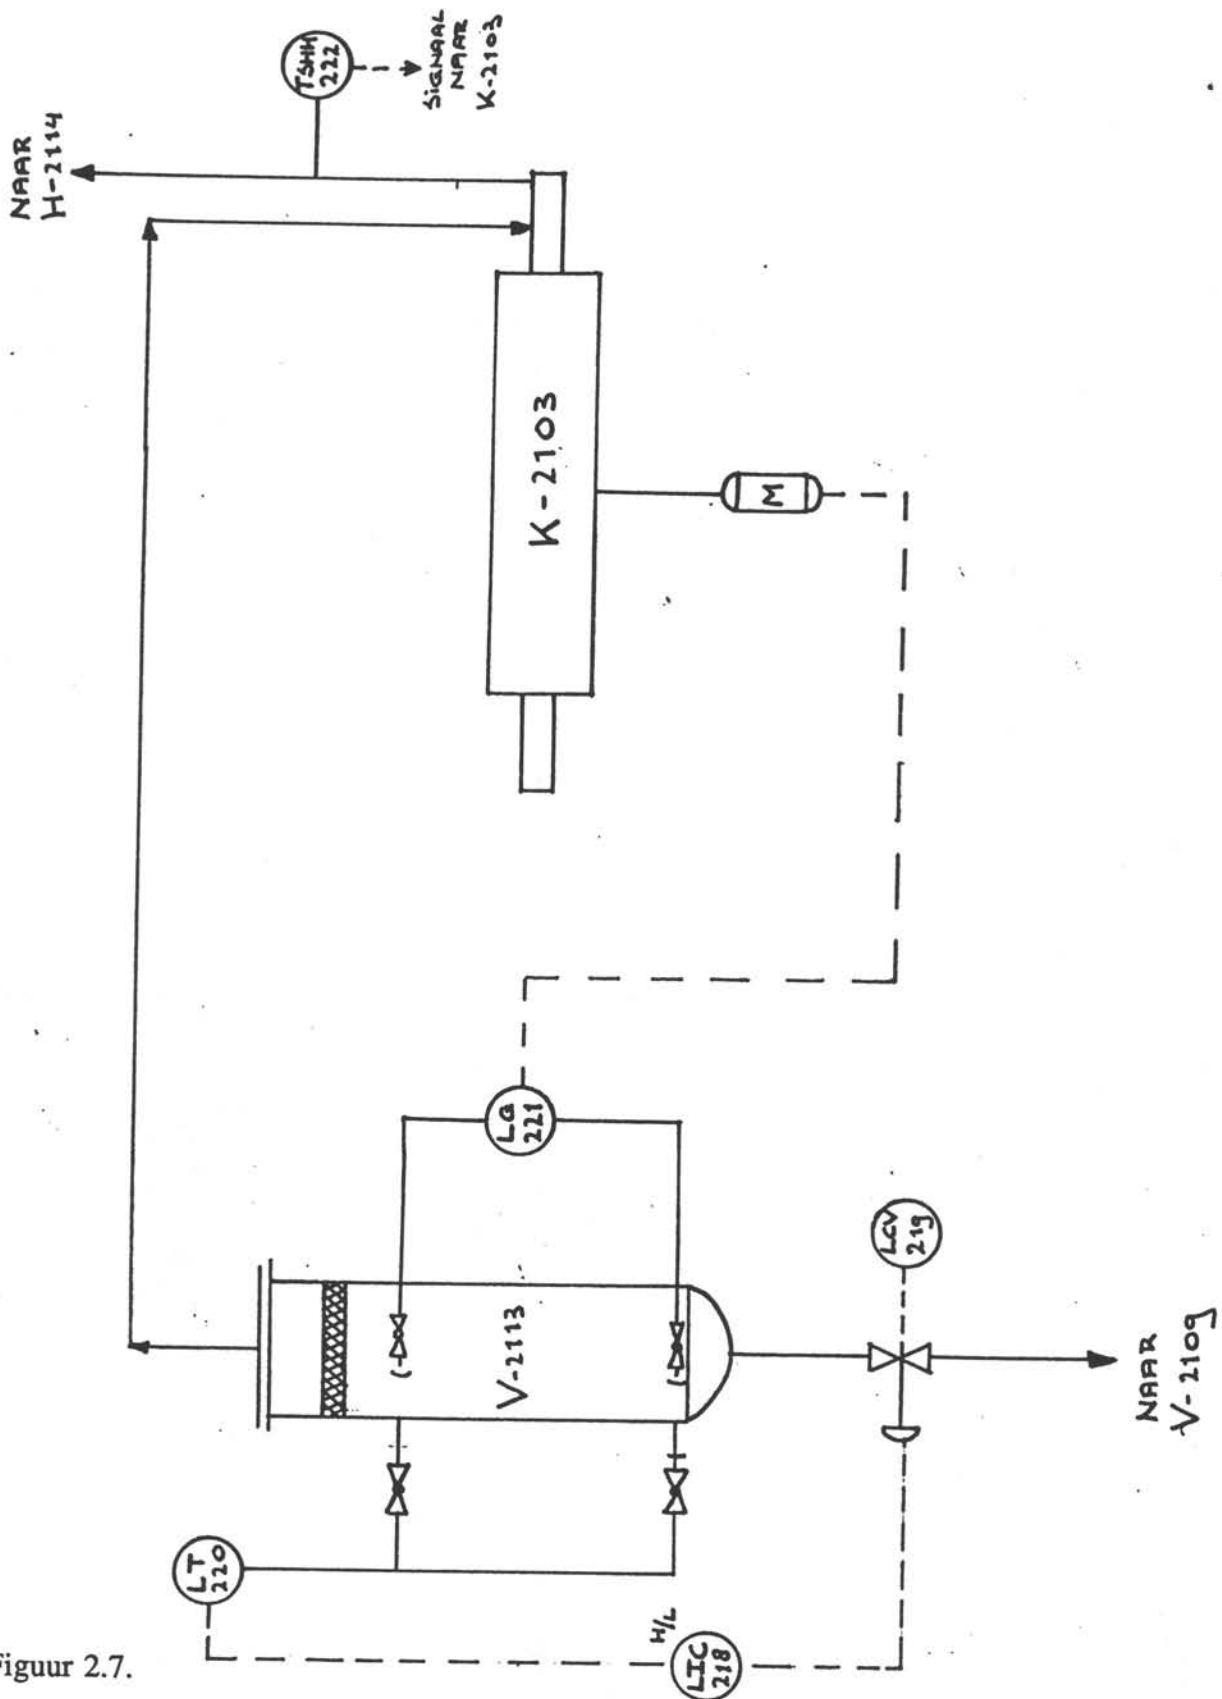 NAAR
H-2114
TSHH
222
SIGNAAL
NAAR
K-2103
K-2103
M
LG
221
V-2113
LCV
219
LT
220
H/L
LIC
218
NAAR
V-2109
Figuur 2.7.